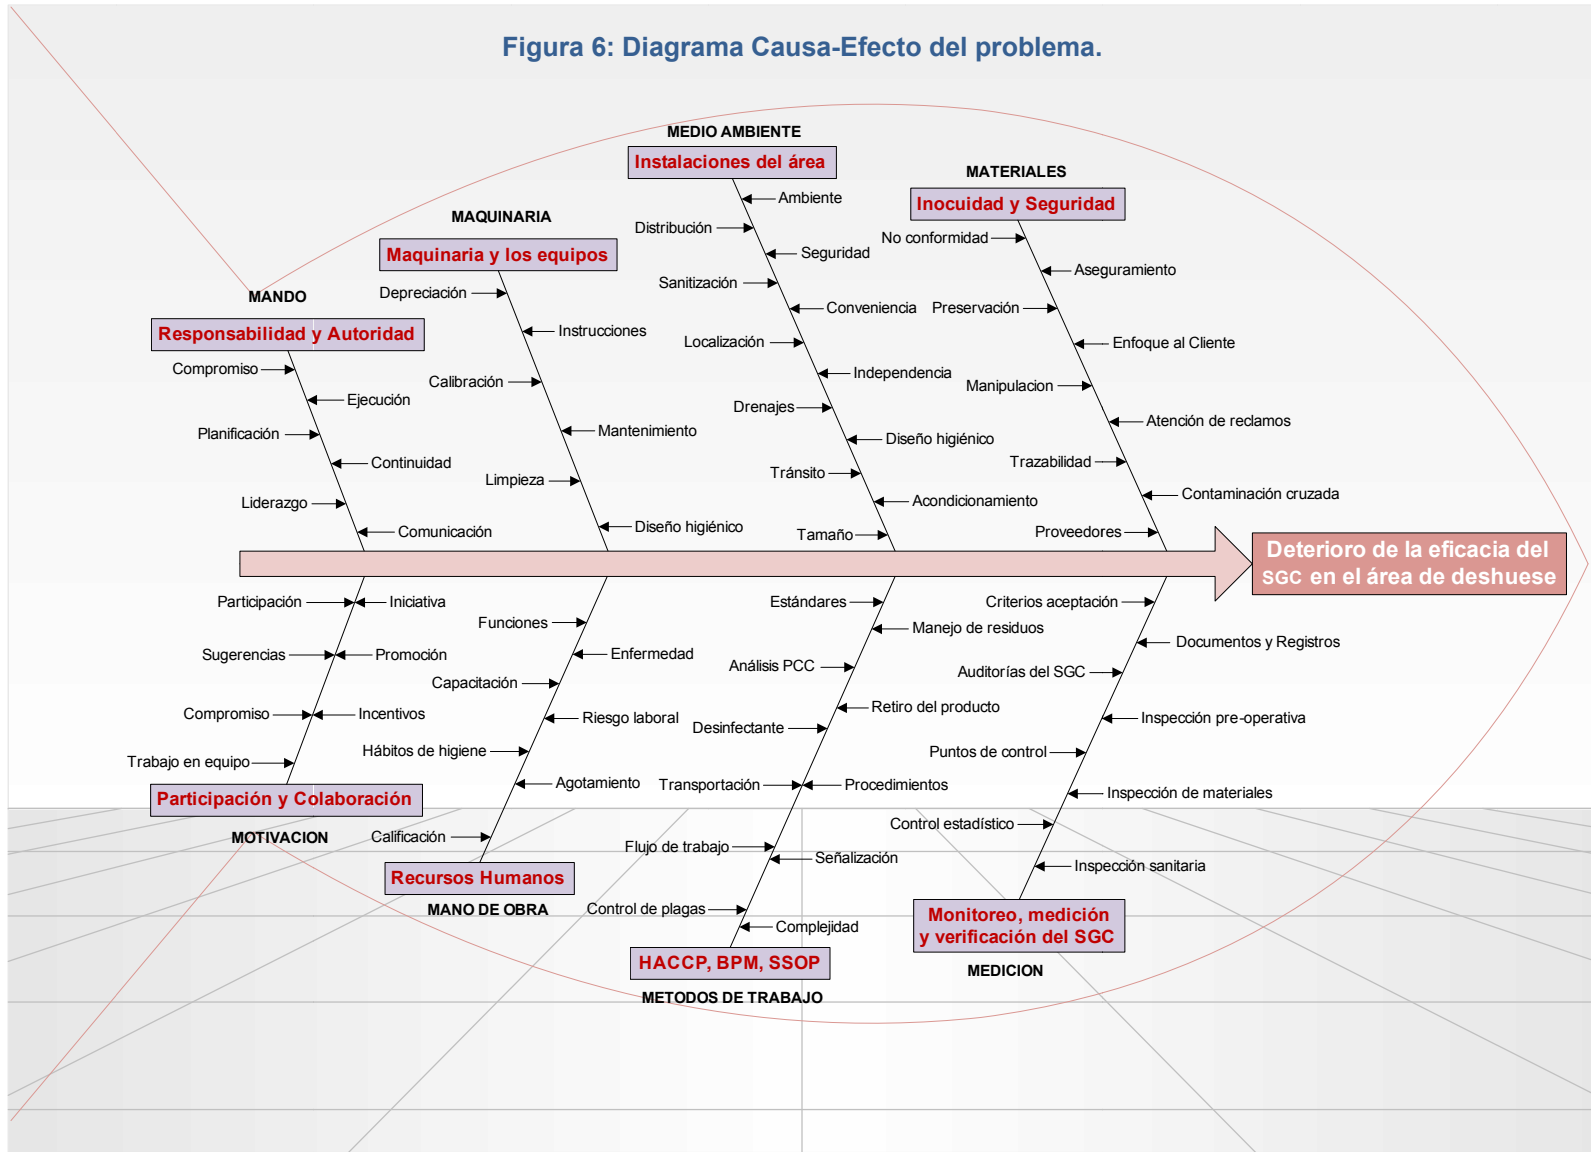 Figura 6: Diagrama Causa-Efecto del problema.
MANDO
Responsabilidad y Autoridad
Compromiso
Ejecución
Planificación
Continuidad
Liderazgo
Comunicación
MAQUINARIA
Maquinaria y los equipos
Depreciación
Instrucciones
Calibración
Mantenimiento
Limpieza
Diseño higiénico
MEDIO AMBIENTE
Instalaciones del área
Ambiente
Distribución
Seguridad
Sanitización
Conveniencia
Localización
Independencia
Drenajes
Diseño higiénico
Tránsito
Acondicionamiento
Tamaño
MATERIALES
Inocuidad y Seguridad
No conformidad
Aseguramiento
Preservación
Enfoque al Cliente
Manipulacion
Atención de reclamos
Trazabilidad
Contaminación cruzada
Proveedores
Deterioro de la eficacia del
SGC en el área de deshuese
Participación
Iniciativa
Sugerencias
Promoción
Compromiso
Incentivos
Trabajo en equipo
Participación y Colaboración
MOTIVACION
Funciones
Enfermedad
Capacitación
Riesgo laboral
Hábitos de higiene
Agotamiento
Calificación
Recursos Humanos
MANO DE OBRA
Estándares
Manejo de residuos
Análisis PCC
Retiro del producto
Desinfectante
Transportación
Procedimientos
Flujo de trabajo
Señalización
Control de plagas
Complejidad
HACCP, BPM, SSOP
METODOS DE TRABAJO
Criterios aceptación
Documentos y Registros
Auditorías del SGC
Inspección pre-operativa
Puntos de control
Inspección de materiales
Control estadístico
Inspección sanitaria
Monitoreo, medición
y verificación del SGC
MEDICION